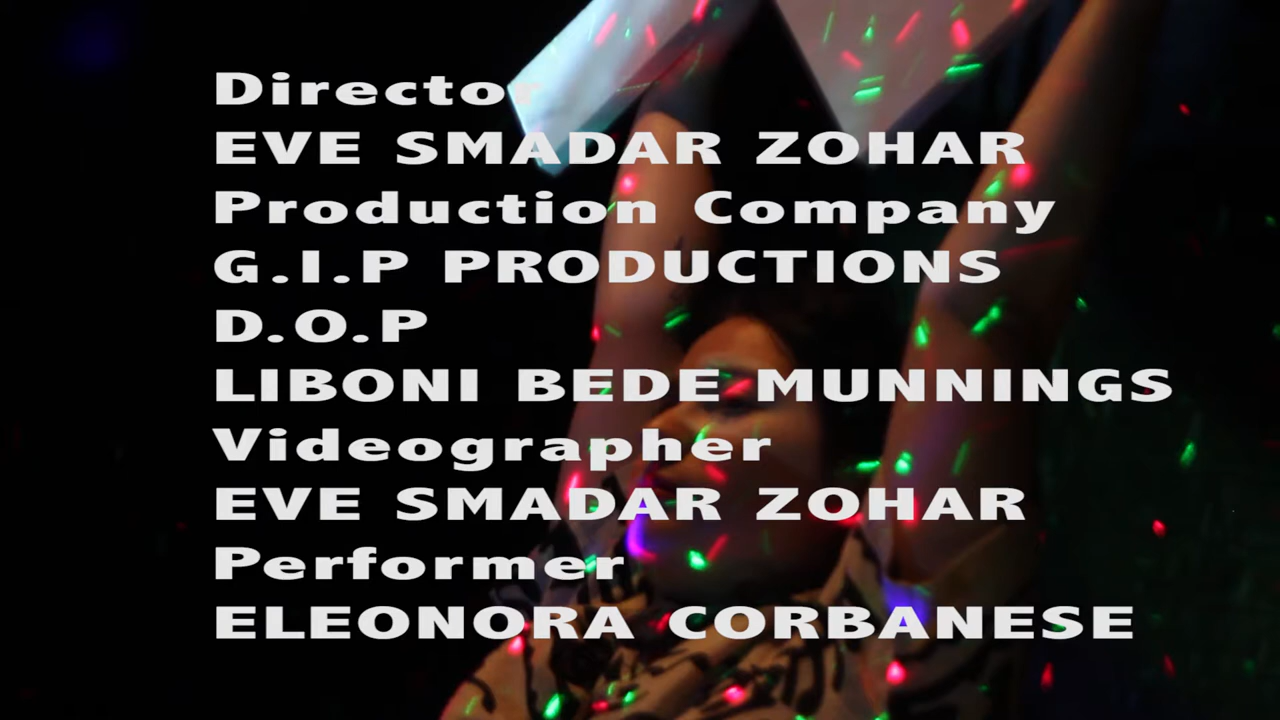 Director
EVE SMADAR ZOHAR
Production Company
G.I.P PRODUCTIONS
D.O.P
LIBONI BEDE MUNNINGS
Videographer
EVE SMADAR ZOHAR
Performer
ELEONORA CORBANESE